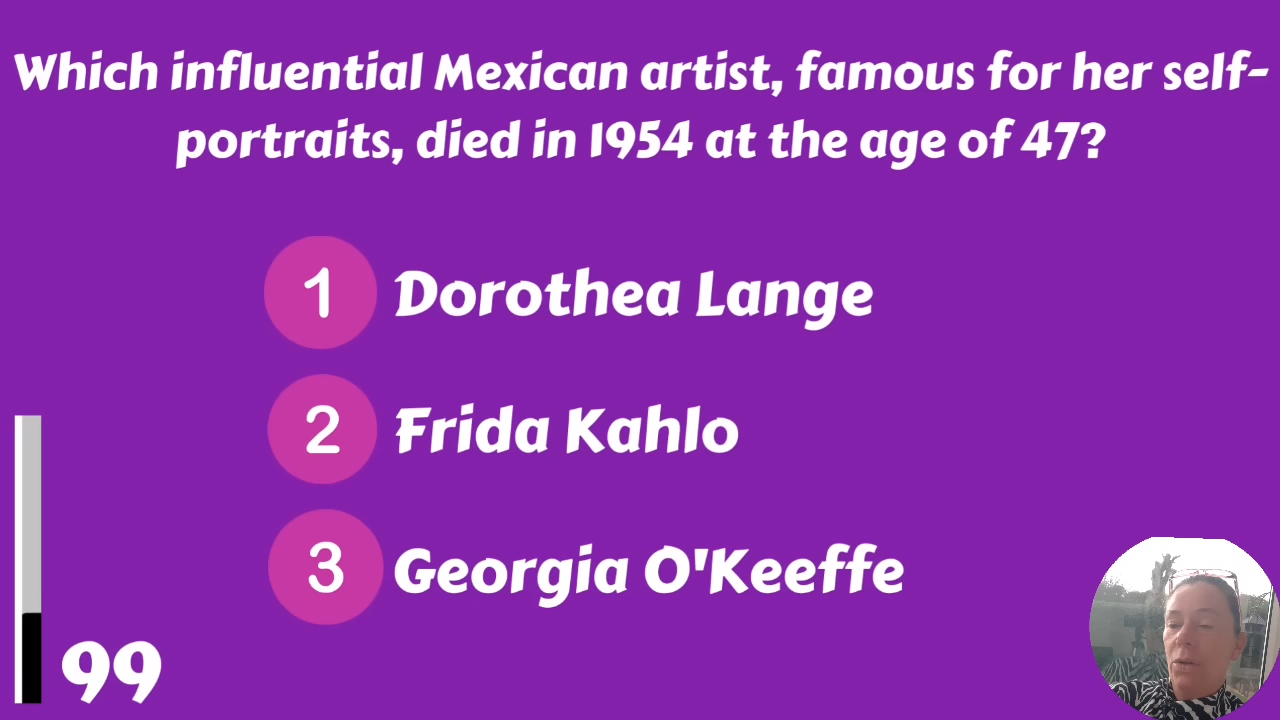 Which influential Mexican artist, famous for her self-
portraits, died in 1954 at the age of 47?
1 Dorothea Lange
2 Frida Kahlo
3 Georgia O'Keeffe
99